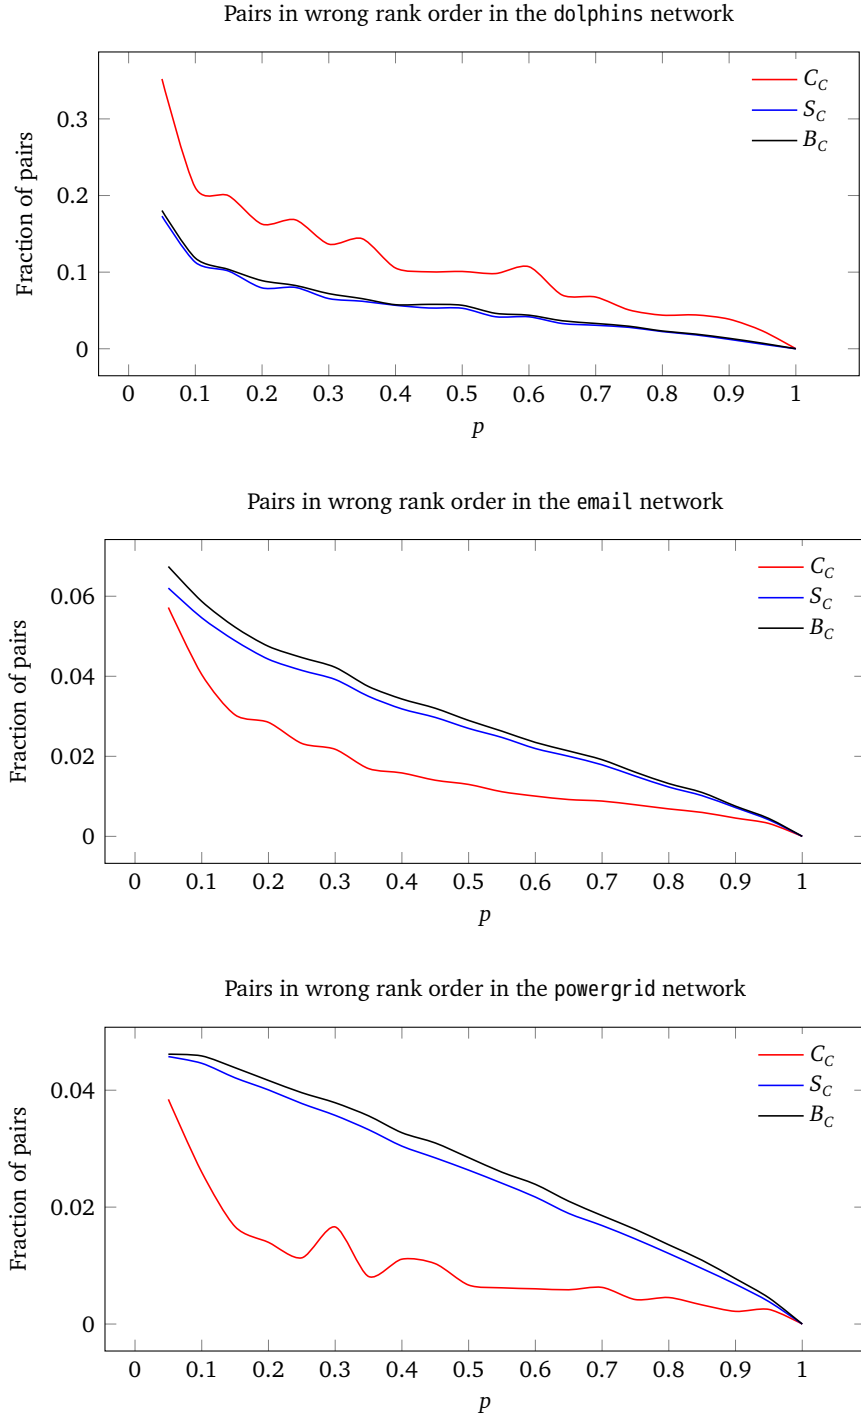 Pairs in wrong rank order in the dolphins network
C_C
S_C
B_C
Fraction of pairs
0.3
0.2
0.1
0
0 0.1 0.2 0.3 0.4 0.5 0.6 0.7 0.8 0.9 1
p
Pairs in wrong rank order in the email network
C_C
S_C
B_C
Fraction of pairs
0.06
0.04
0.02
0
0 0.1 0.2 0.3 0.4 0.5 0.6 0.7 0.8 0.9 1
p
Pairs in wrong rank order in the powergrid network
C_C
S_C
B_C
Fraction of pairs
0.04
0.02
0
0 0.1 0.2 0.3 0.4 0.5 0.6 0.7 0.8 0.9 1
p